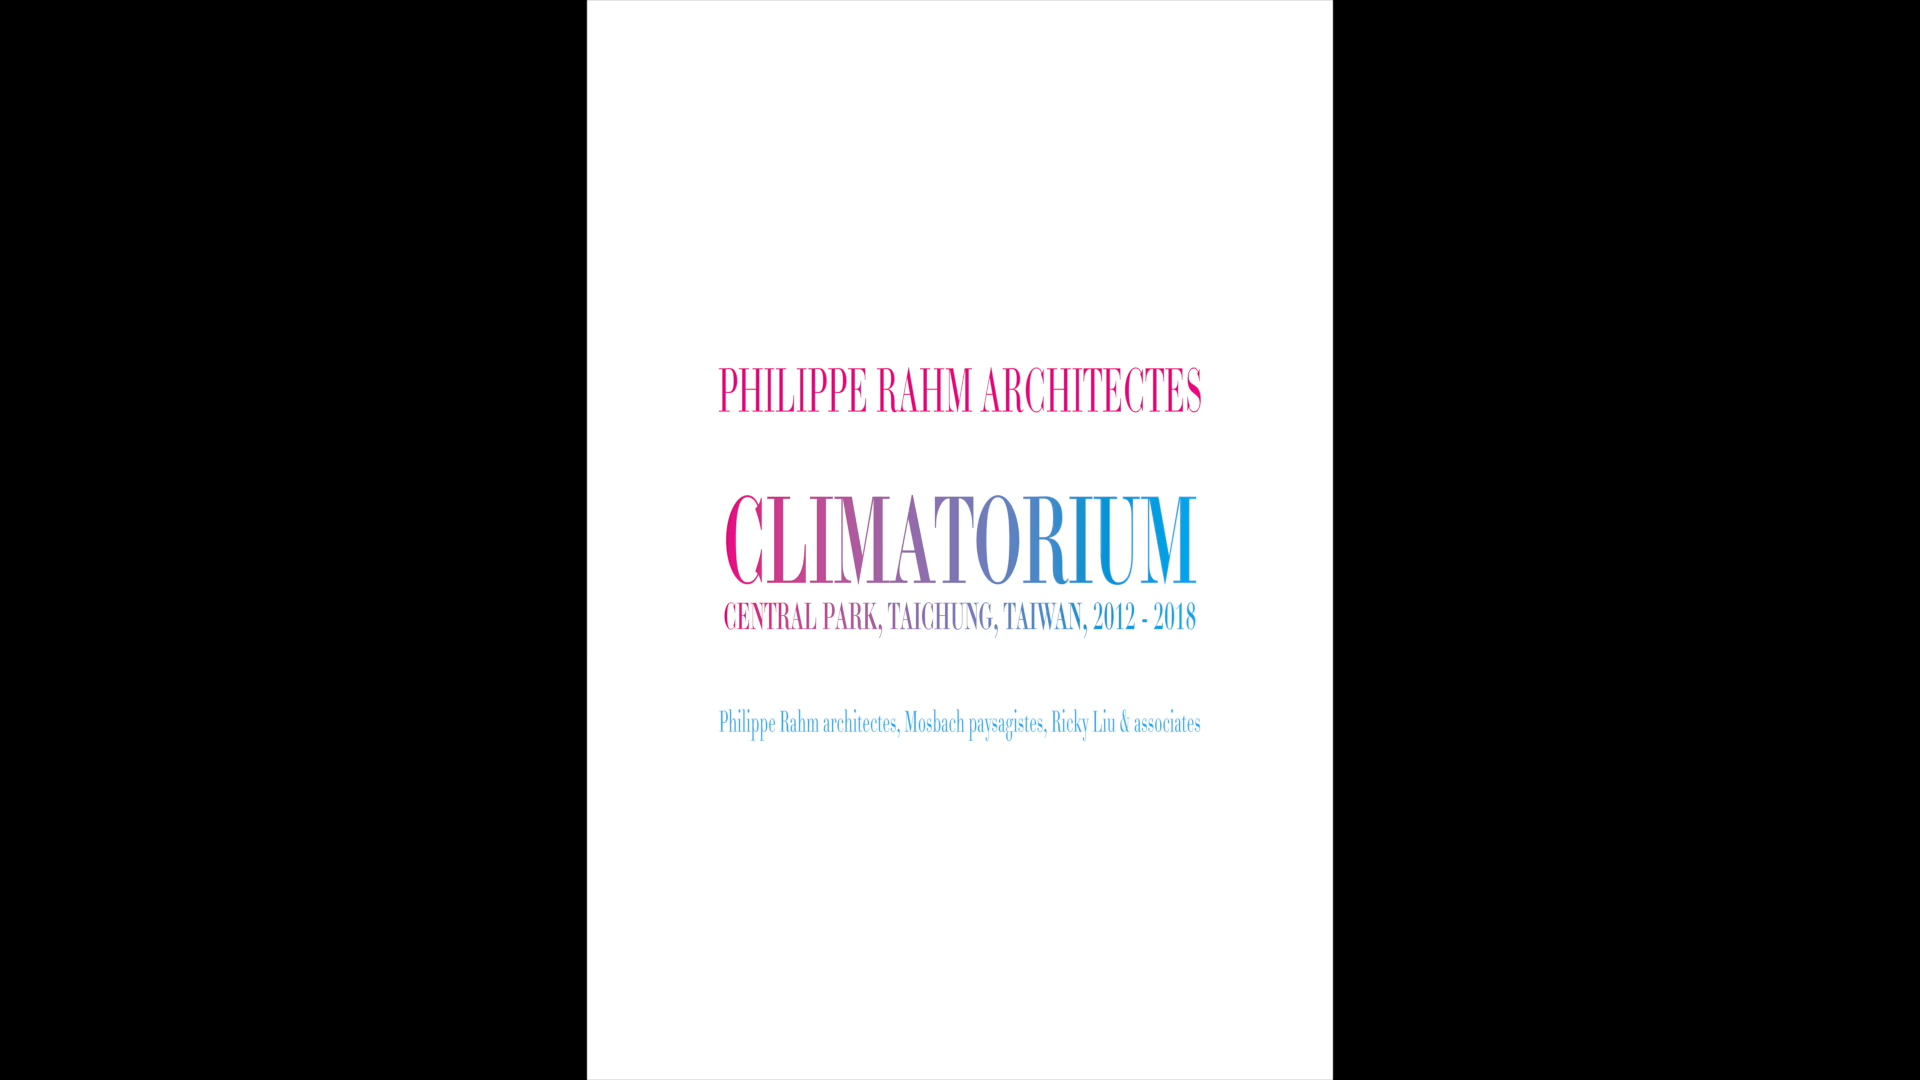 PHILIPPE RAHM ARCHITECTES
CLIMATORIUM
CENTRAL PARK, TAICHUNG, TAIWAN, 2012 - 2018
Philippe Rahm architectes, Mosbach paysagistes, Ricky Liu & associates